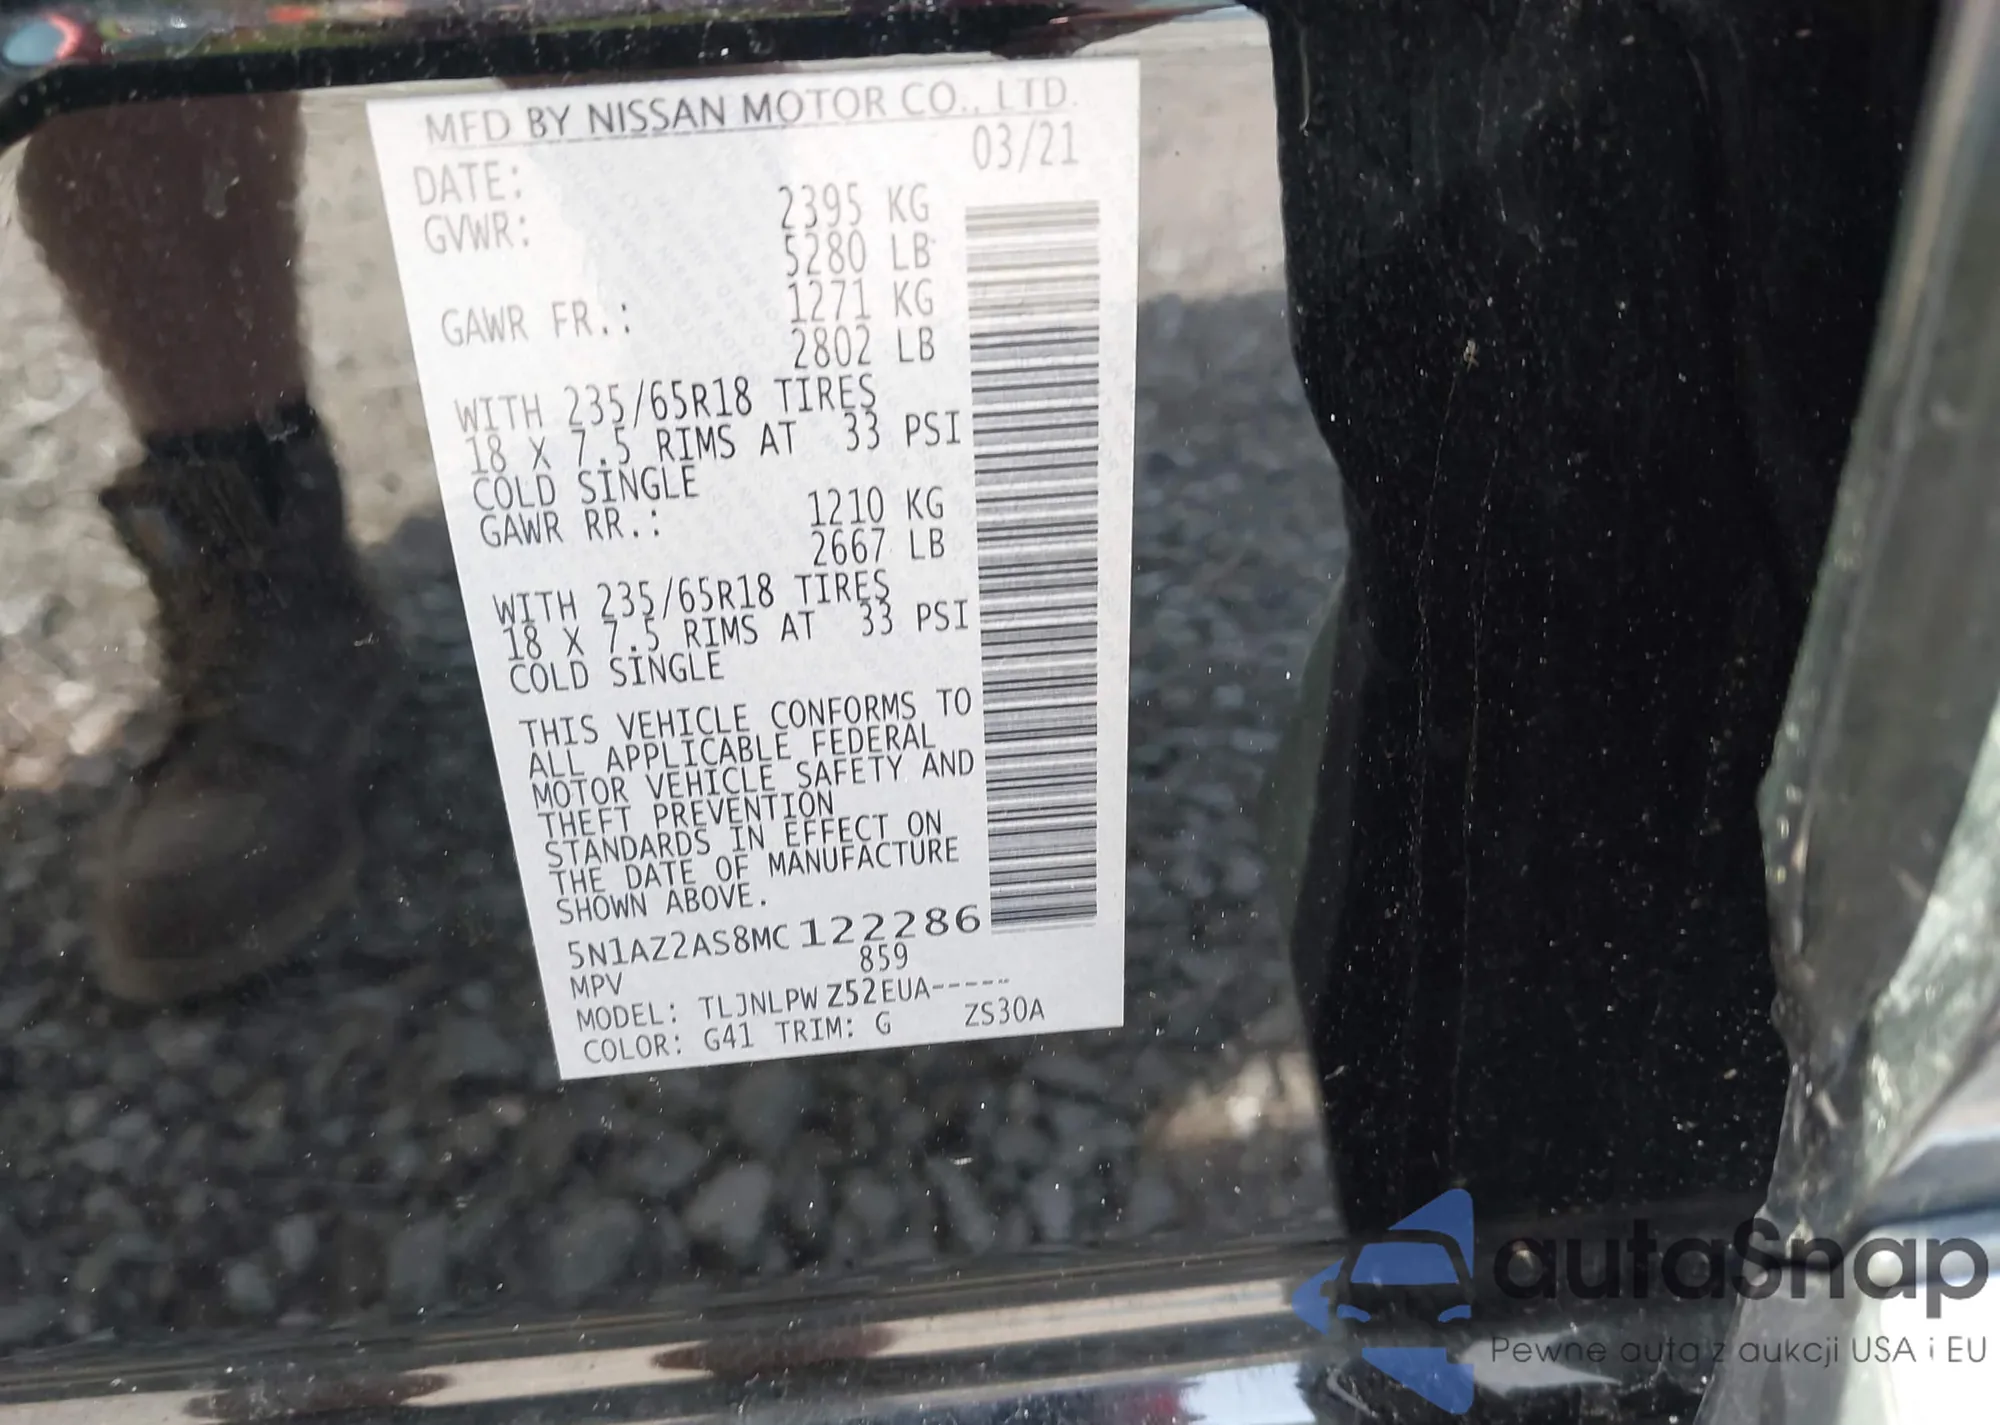 MFD BY NISSAN MOTOR CO., LTD.
DATE: 03/21
GVWR: 2395 KG
5280 LB
GAWR FR.: 1271 KG
2802 LB
WITH 235/65R18 TIRES
18 X 7.5 RIMS AT 33 PSI
COLD SINGLE
GAWR RR.: 1210 KG
2667 LB
WITH 235/65R18 TIRES
18 X 7.5 RIMS AT 33 PSI
COLD SINGLE
THIS VEHICLE CONFORMS TO
ALL APPLICABLE FEDERAL
MOTOR VEHICLE SAFETY AND
THEFT PREVENTION
STANDARDS IN EFFECT ON
THE DATE OF MANUFACTURE
SHOWN ABOVE.
5N1AZ2AS8MC122286
MPV 859
MODEL: TLJNLPWZ52EUA-----
COLOR: G41 TRIM: G ZS30A
autaSnap
Pewne auta z aukcji USA i EU